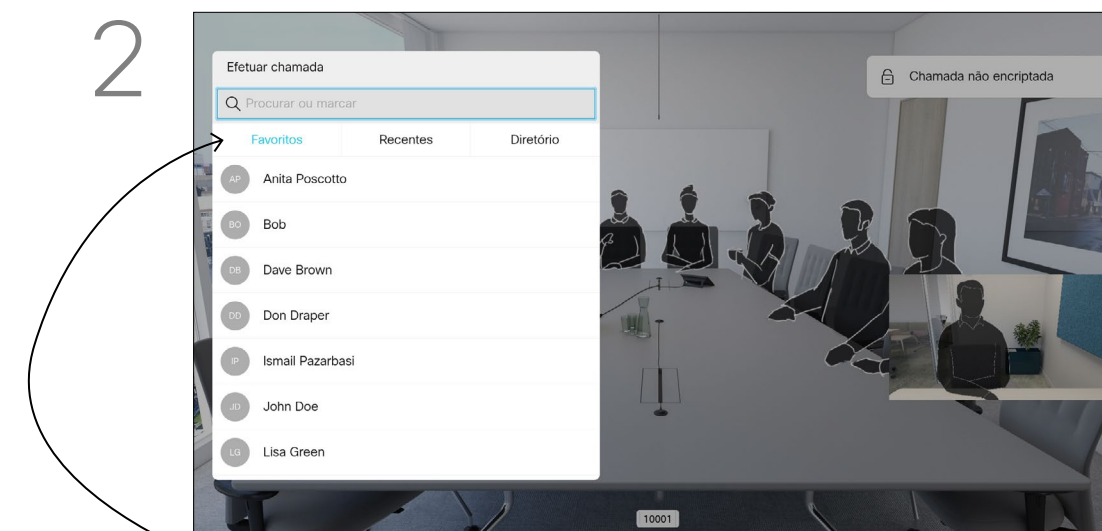 2
Efetuar chamada
Chamada não encriptada
Procurar ou marcar
Favoritos Recentes Diretório
AP Anita Poscotto
BO Bob
DB Dave Brown
DD Don Draper
IP Ismail Pazarbasi
JD John Doe
LG Lisa Green
10001